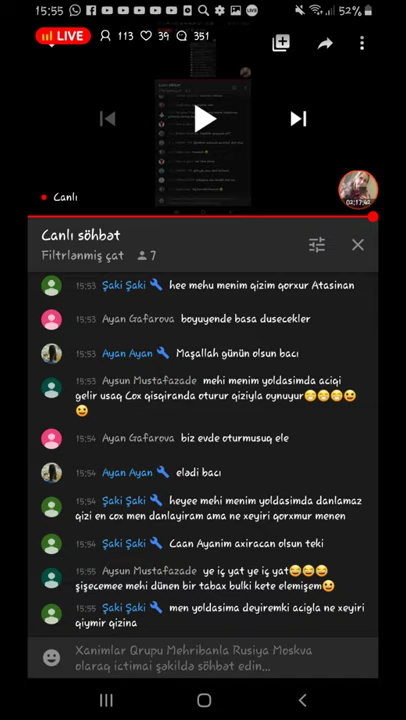 15:55
LIVE
52%
LIVE 113 39 351
Canlı
02:17:42
Canlı söhbət
Filtrlənmiş çat 7
15:53 Şaki Şaki hee mehu menim qizim qorxur Atasinan
15:53 Ayan Gafarova boyuyende basa dusecekler
15:53 Ayan Ayan Maşallah günün olsun bacı
15:53 Aysun Mustafazade mehi menim yoldasimda aciqi
gelir usaq Cox qisqiranda oturur qiziyla oynuyur😁😁😁😉
😉
15:54 Ayan Gafarova biz evde oturmusuq ele
15:54 Ayan Ayan elədi bacı
15:54 Şaki Şaki heyee mehi menim yoldasimda danlamaz
qizi en cox men danlayiram ama ne xeyiri qorxmur menen
15:54 Şaki Şaki Caan Ayanim axiracan olsun teki
15:55 Aysun Mustafazade ye iç yat ye iç yat😅😅😅
şişecemee mehi dünen bir tabax bulki kete elemişem😉
15:55 Şaki Şaki men yoldasima deyiremki acigla ne xeyiri
qiymir qizina
Xanimlar Qrupu Mehribanla Rusiya Moskva
olaraq ictimai şəkildə söhbət edin...